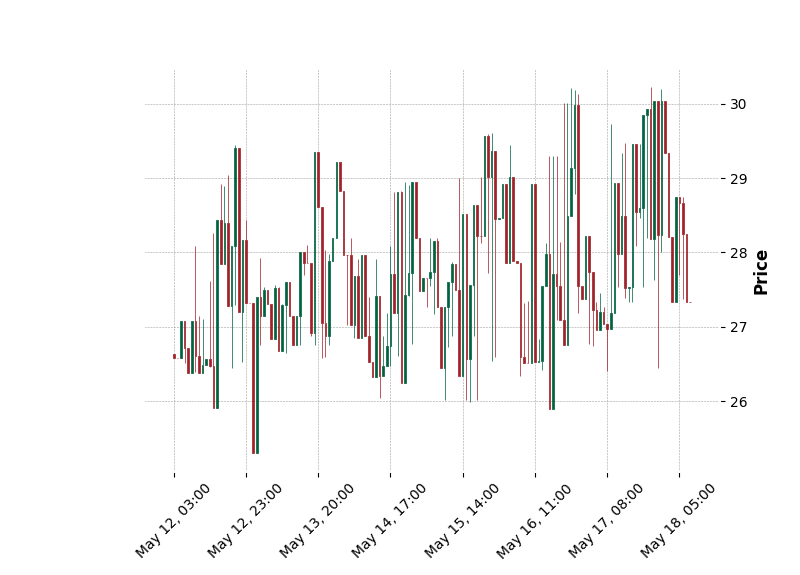 30
29
28
27
26
Price
May 12, 03:00
May 12, 23:00
May 13, 20:00
May 14, 17:00
May 15, 14:00
May 16, 11:00
May 17, 08:00
May 18, 05:00